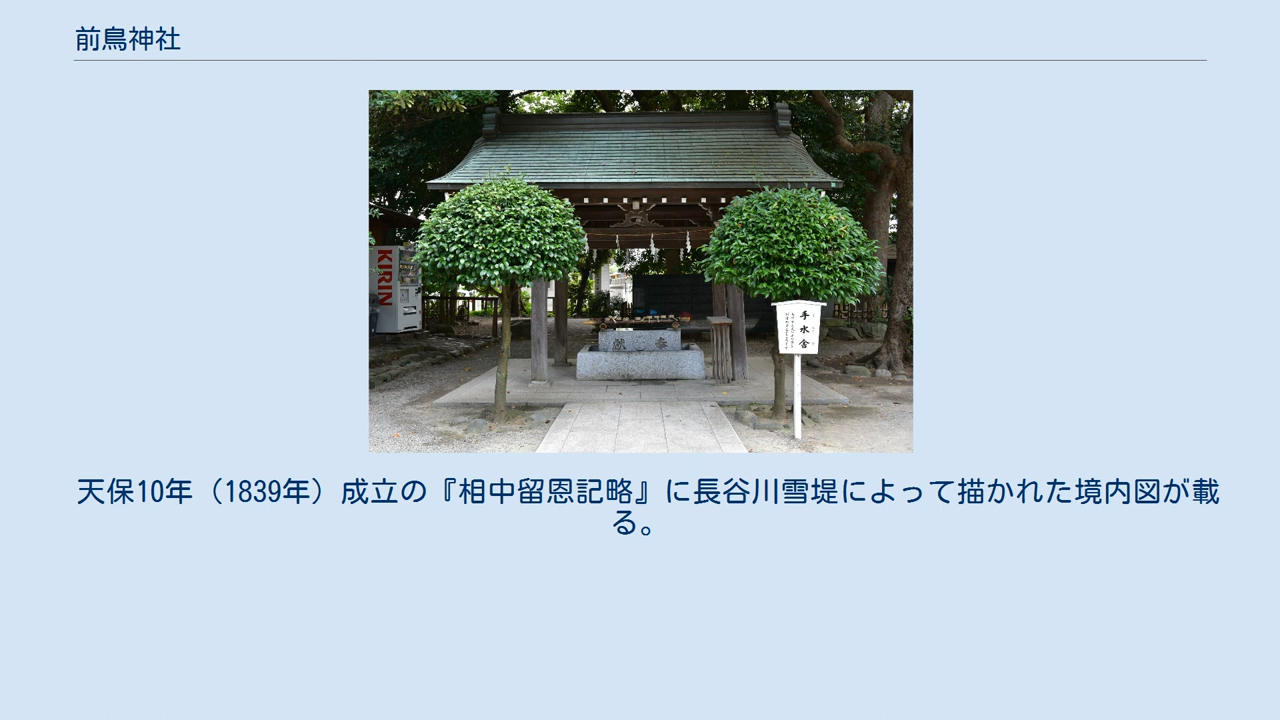 前鳥神社
KIRIN
手水舎
奉献
天保10年（1839年）成立の『相中留恩記略』に長谷川雪堤によって描かれた境内図が載
る。